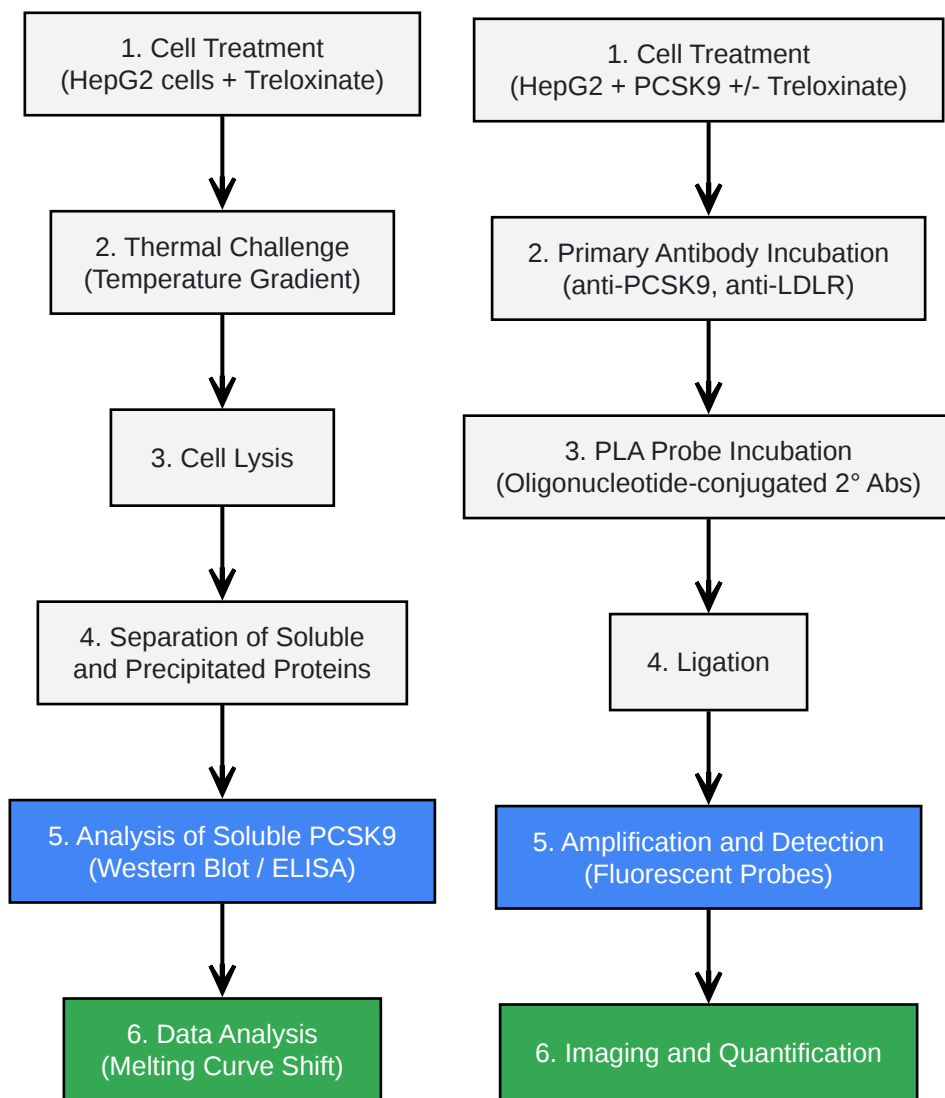 1. Cell Treatment
(HepG2 cells + Treloxinate)
2. Thermal Challenge
(Temperature Gradient)
3. Cell Lysis
4. Separation of Soluble
and Precipitated Proteins
5. Analysis of Soluble PCSK9
(Western Blot / ELISA)
6. Data Analysis
(Melting Curve Shift)
1. Cell Treatment
(HepG2 + PCSK9 +/- Treloxinate)
2. Primary Antibody Incubation
(anti-PCSK9, anti-LDLR)
3. PLA Probe Incubation
(Oligonucleotide-conjugated 2° Abs)
4. Ligation
5. Amplification and Detection
(Fluorescent Probes)
6. Imaging and Quantification